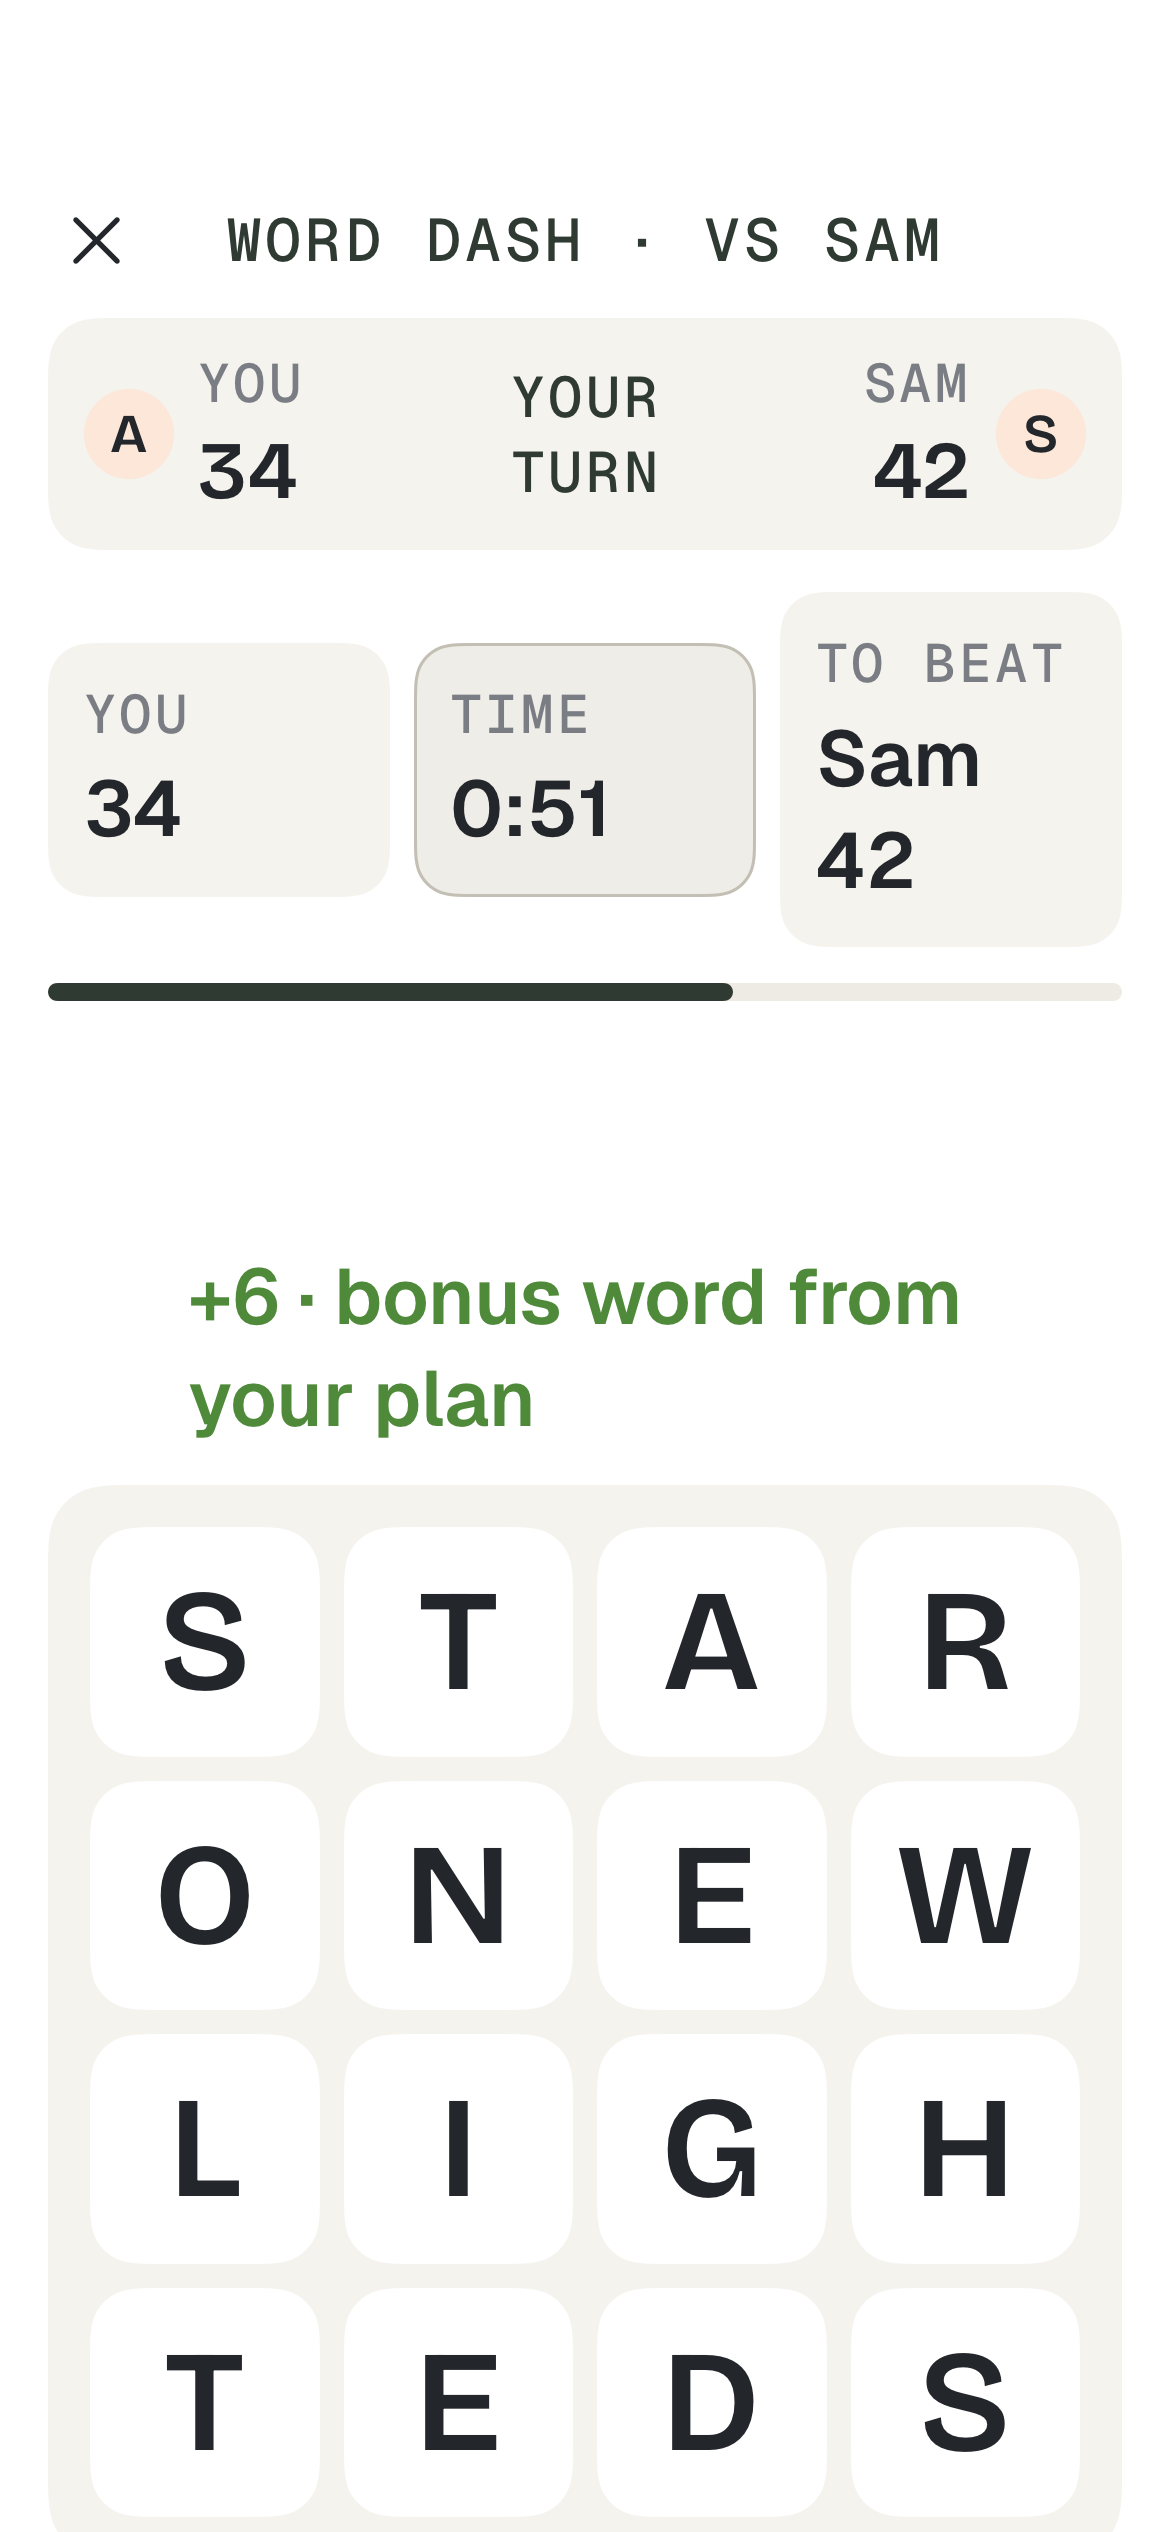 WORD DASH · VS SAM
A
YOU
34
YOUR
TURN
SAM
42
S
YOU
34
TIME
0:51
TO BEAT
Sam
42
+6 · bonus word from
your plan
S T A R
O N E W
L I G H
T E D S